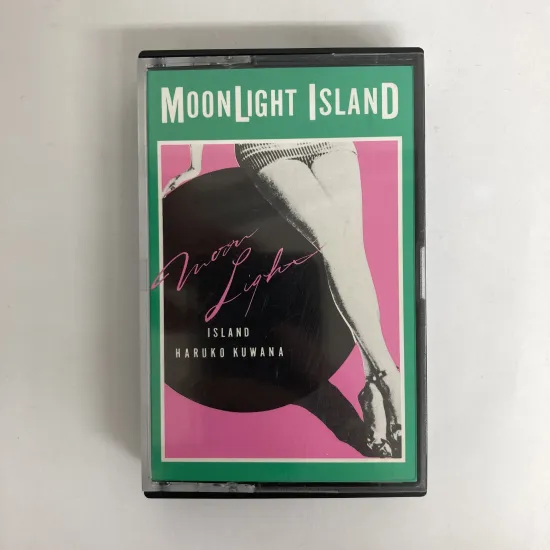 MOONLIGHT ISLAND
Moon
Light
ISLAND
HARUKO KUWANA